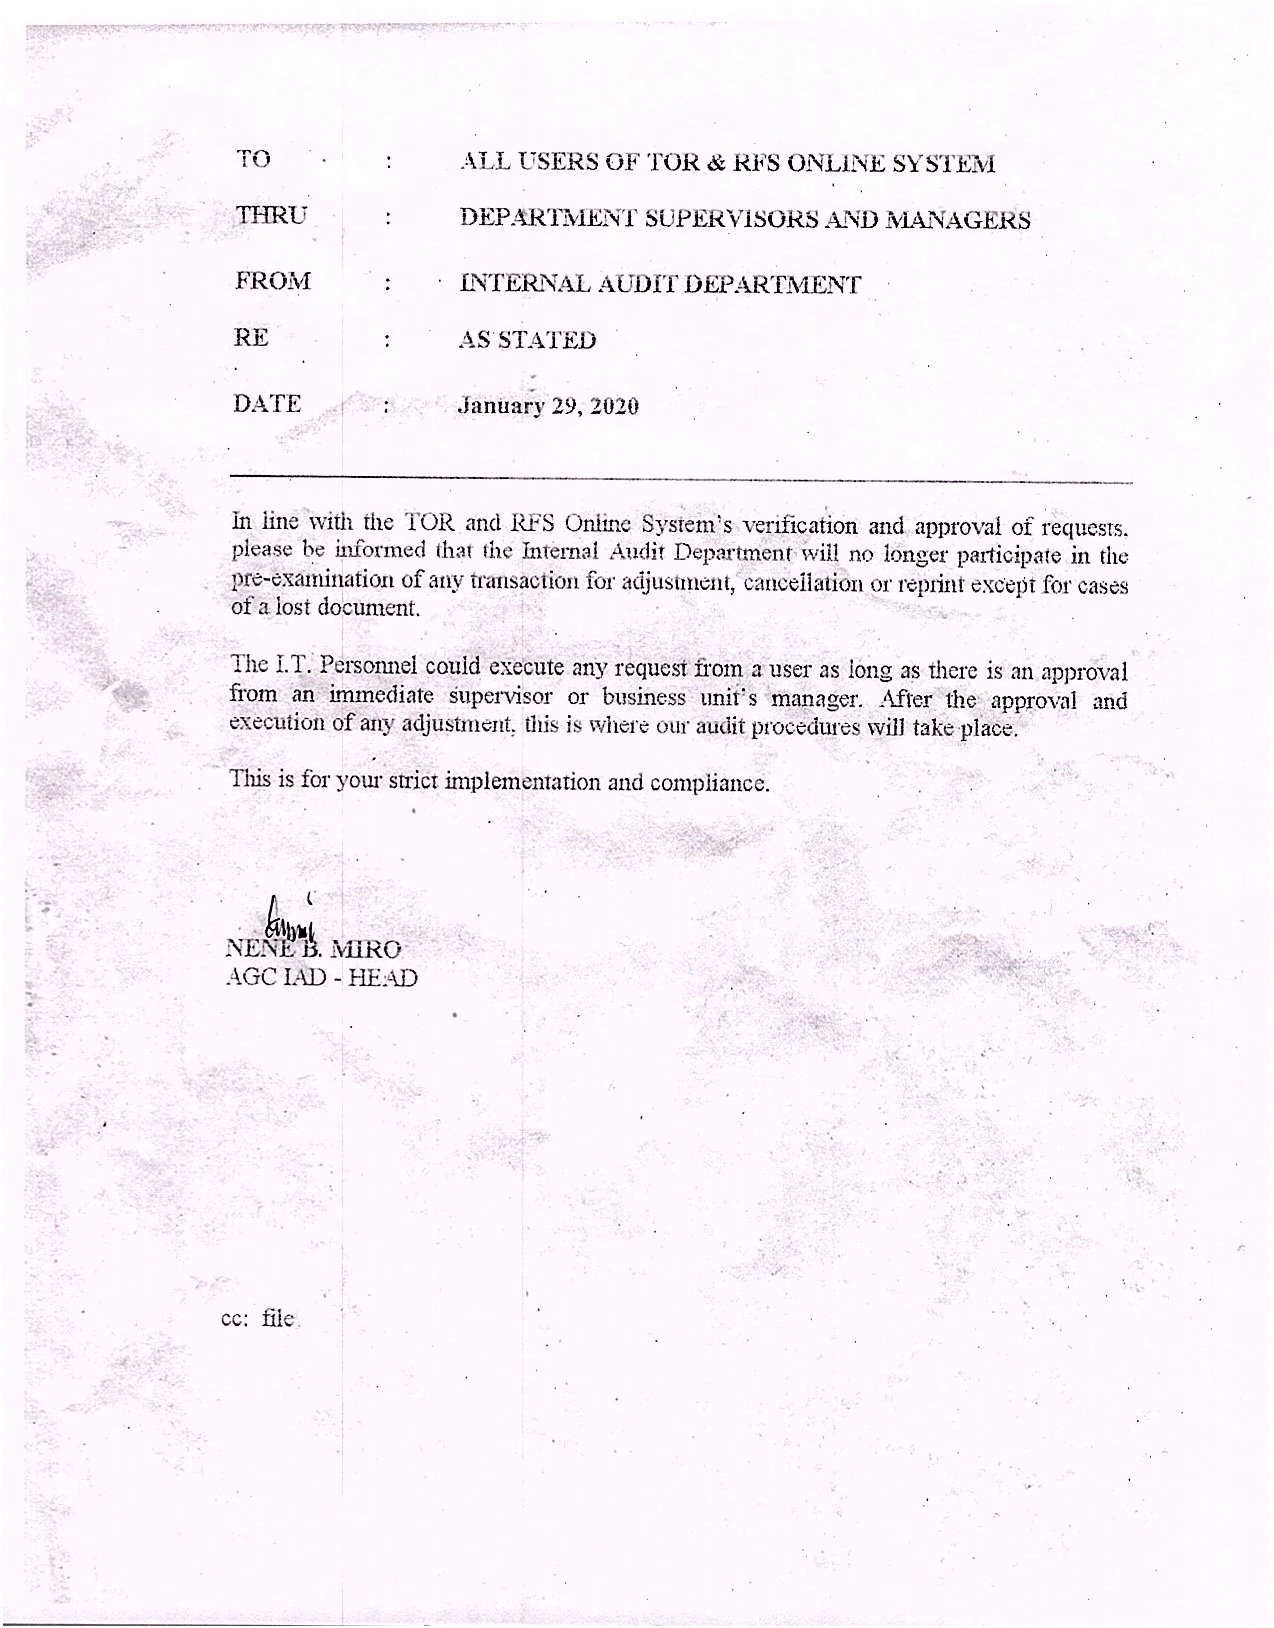 TO : ALL USERS OF TOR & RFS ONLINE SYSTEM
THRU : DEPARTMENT SUPERVISORS AND MANAGERS
FROM : INTERNAL AUDIT DEPARTMENT
RE : AS STATED
DATE : January 29, 2020
In line with the TOR and RFS Online System's verification and approval of requests,
please be informed that the Internal Audit Department will no longer participate in the
pre-examination of any transaction for adjustment, cancellation or reprint except for cases
of a lost document.
The I.T. Personnel could execute any request from a user as long as there is an approval
from an immediate supervisor or business unit's manager. After the approval and
execution of any adjustment, this is where our audit procedures will take place.
This is for your strict implementation and compliance.
NENE B. MIRO
AGC IAD - HEAD
cc: file